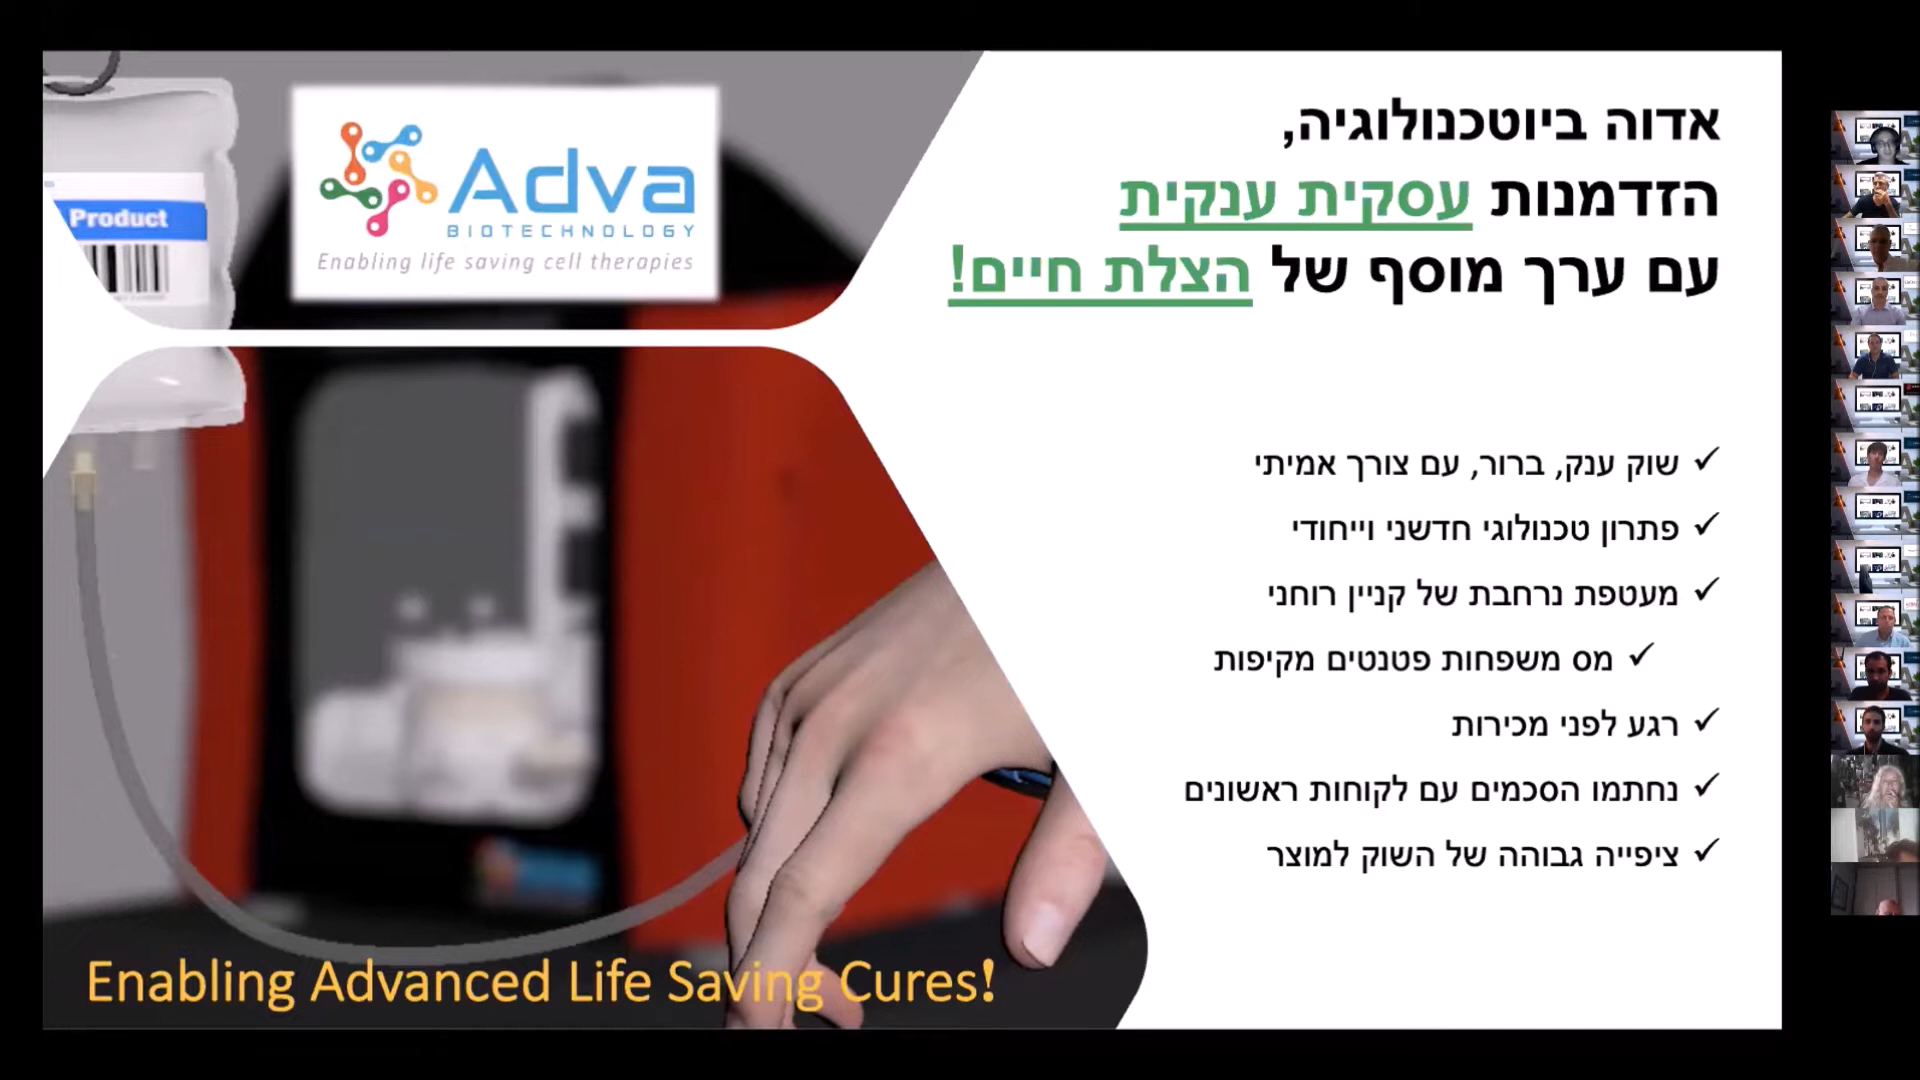 אדוה ביוטכנולוגיה,
הזדמנות עסקית ענקית
עם ערך מוסף של הצלת חיים!
✓ שוק ענק, ברור, עם צורך אמיתי
✓ פתרון טכנולוגי חדשני וייחודי
✓ מעטפת נרחבת של קניין רוחני
✓ מס משפחות פטנטים מקיפות
✓ רגע לפני מכירות
✓ נחתמו הסכמים עם לקוחות ראשונים
✓ ציפייה גבוהה של השוק למוצר
Adva
BIOTECHNOLOGY
Enabling life saving cell therapies
Product
Enabling Advanced Life Saving Cures!